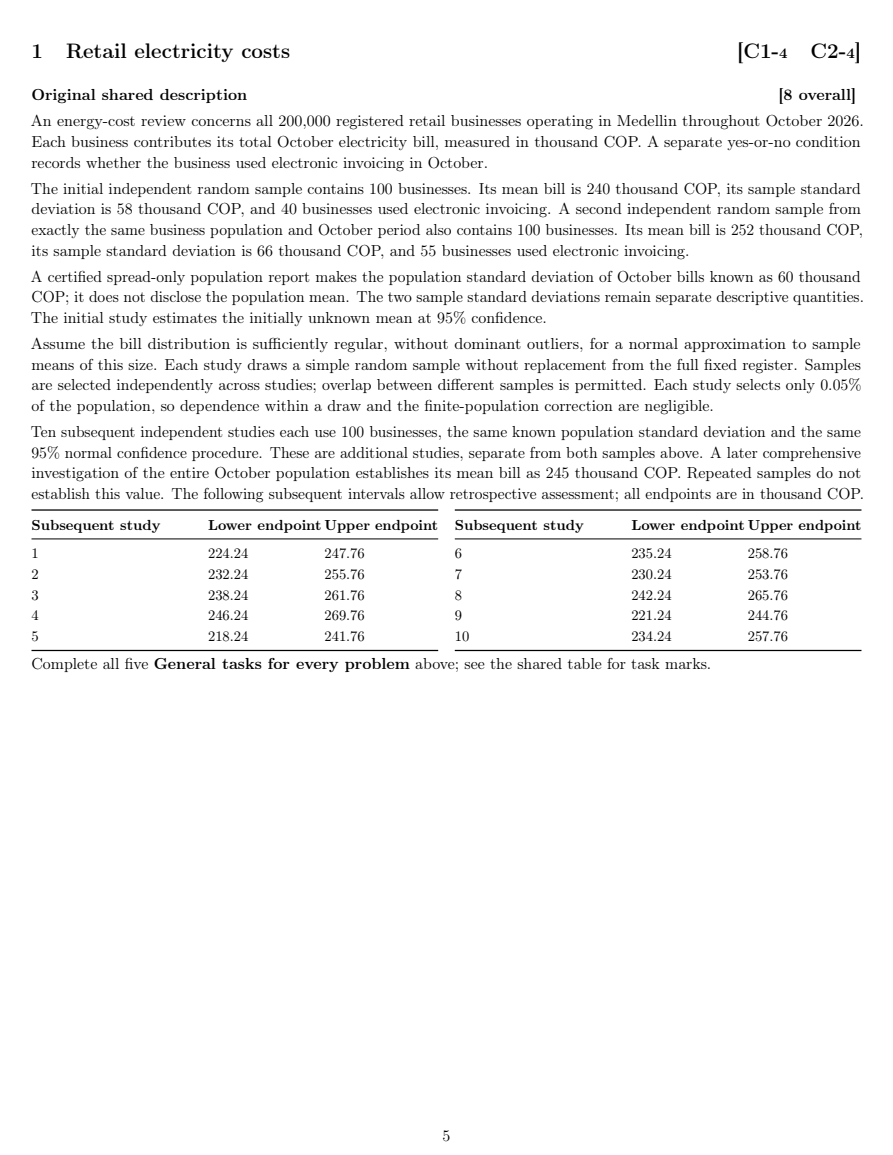 1 Retail electricity costs [C1-4 C2-4]
Original shared description [8 overall]
An energy-cost review concerns all 200,000 registered retail businesses operating in Medellin throughout October 2026.
Each business contributes its total October electricity bill, measured in thousand COP. A separate yes-or-no condition
records whether the business used electronic invoicing in October.
The initial independent random sample contains 100 businesses. Its mean bill is 240 thousand COP, its sample standard
deviation is 58 thousand COP, and 40 businesses used electronic invoicing. A second independent random sample from
exactly the same business population and October period also contains 100 businesses. Its mean bill is 252 thousand COP,
its sample standard deviation is 66 thousand COP, and 55 businesses used electronic invoicing.
A certified spread-only population report makes the population standard deviation of October bills known as 60 thousand
COP; it does not disclose the population mean. The two sample standard deviations remain separate descriptive quantities.
The initial study estimates the initially unknown mean at 95% confidence.
Assume the bill distribution is sufficiently regular, without dominant outliers, for a normal approximation to sample
means of this size. Each study draws a simple random sample without replacement from the full fixed register. Samples
are selected independently across studies; overlap between different samples is permitted. Each study selects only 0.05%
of the population, so dependence within a draw and the finite-population correction are negligible.
Ten subsequent independent studies each use 100 businesses, the same known population standard deviation and the same
95% normal confidence procedure. These are additional studies, separate from both samples above. A later comprehensive
investigation of the entire October population establishes its mean bill as 245 thousand COP. Repeated samples do not
establish this value. The following subsequent intervals allow retrospective assessment; all endpoints are in thousand COP.
Subsequent study Lower endpoint Upper endpoint Subsequent study Lower endpoint Upper endpoint
1 224.24 247.76 6 235.24 258.76
2 232.24 255.76 7 230.24 253.76
3 238.24 261.76 8 242.24 265.76
4 246.24 269.76 9 221.24 244.76
5 218.24 241.76 10 234.24 257.76
Complete all five General tasks for every problem above; see the shared table for task marks.
5